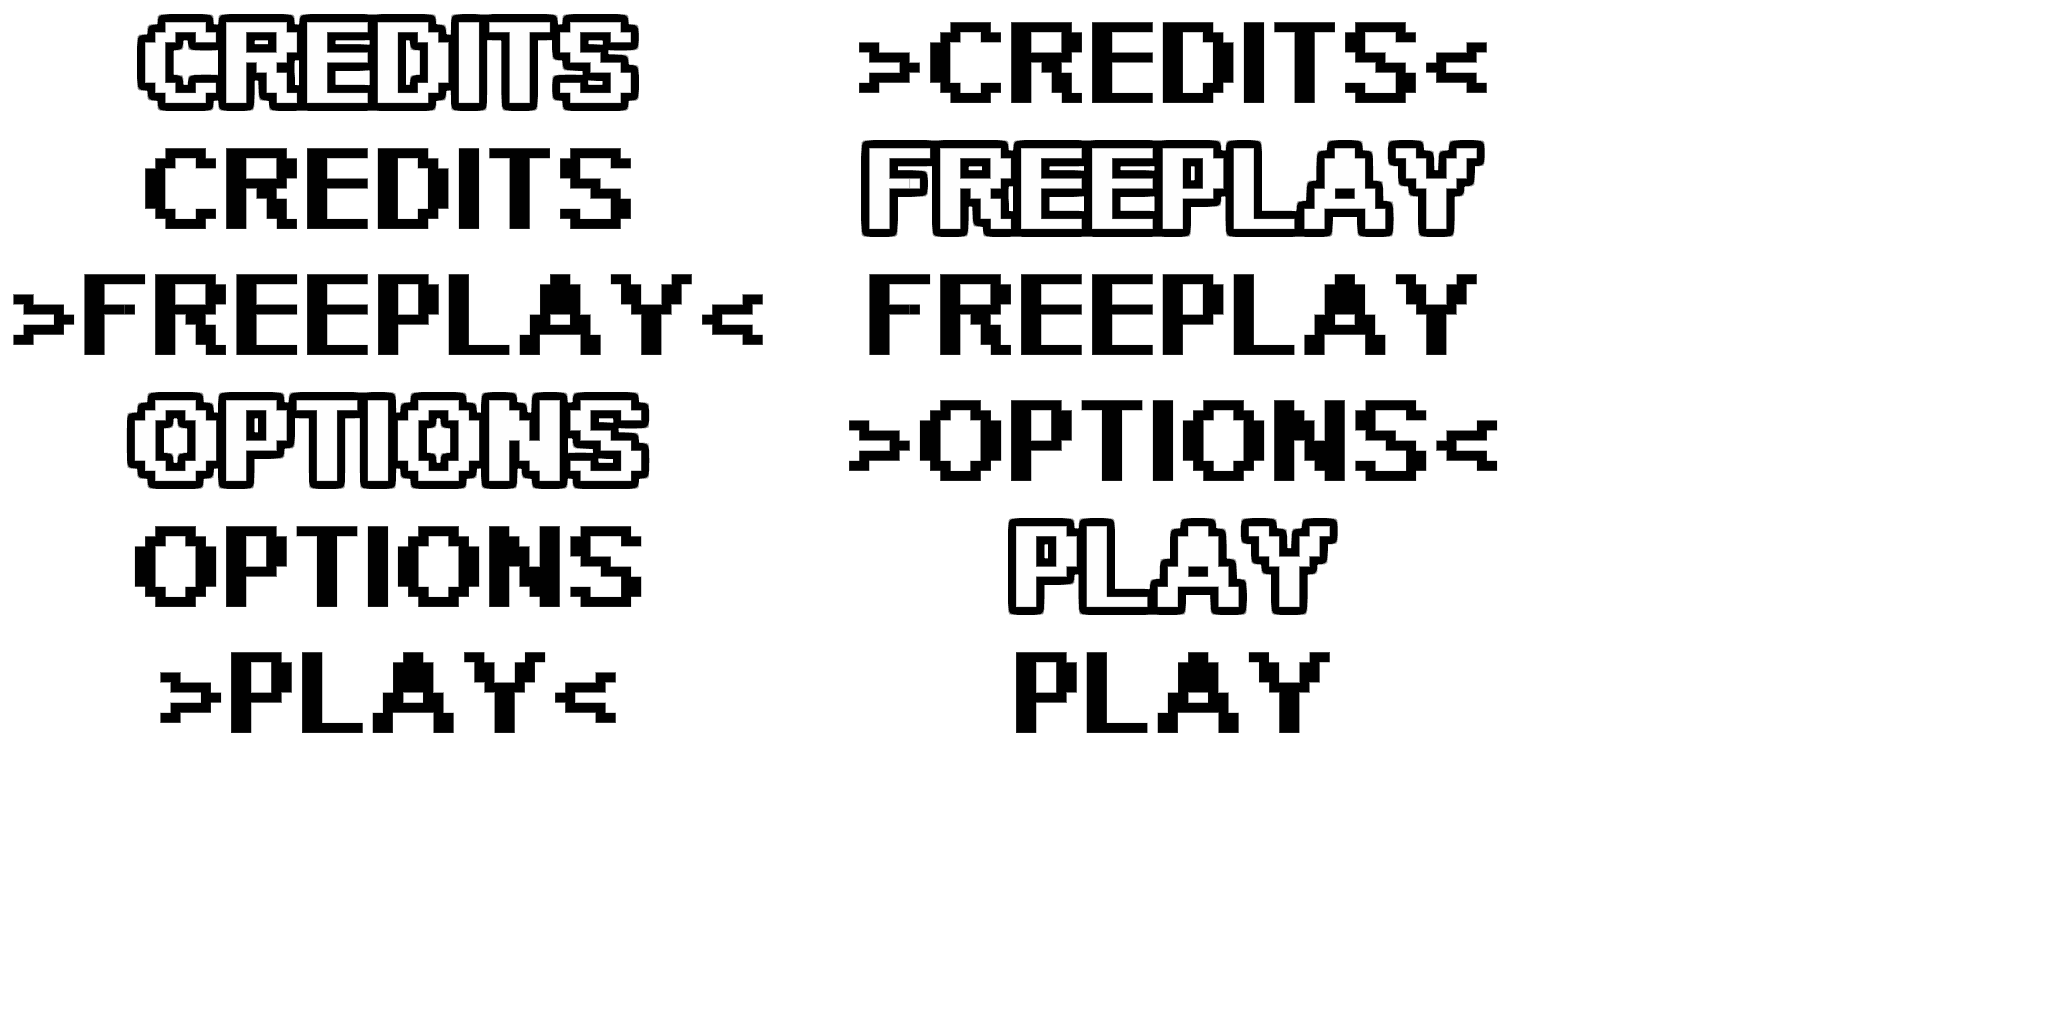 CREDITS >CREDITS<
CREDITS FREEPLAY
>FREEPLAY< FREEPLAY
OPTIONS >OPTIONS<
OPTIONS PLAY
>PLAY< PLAY